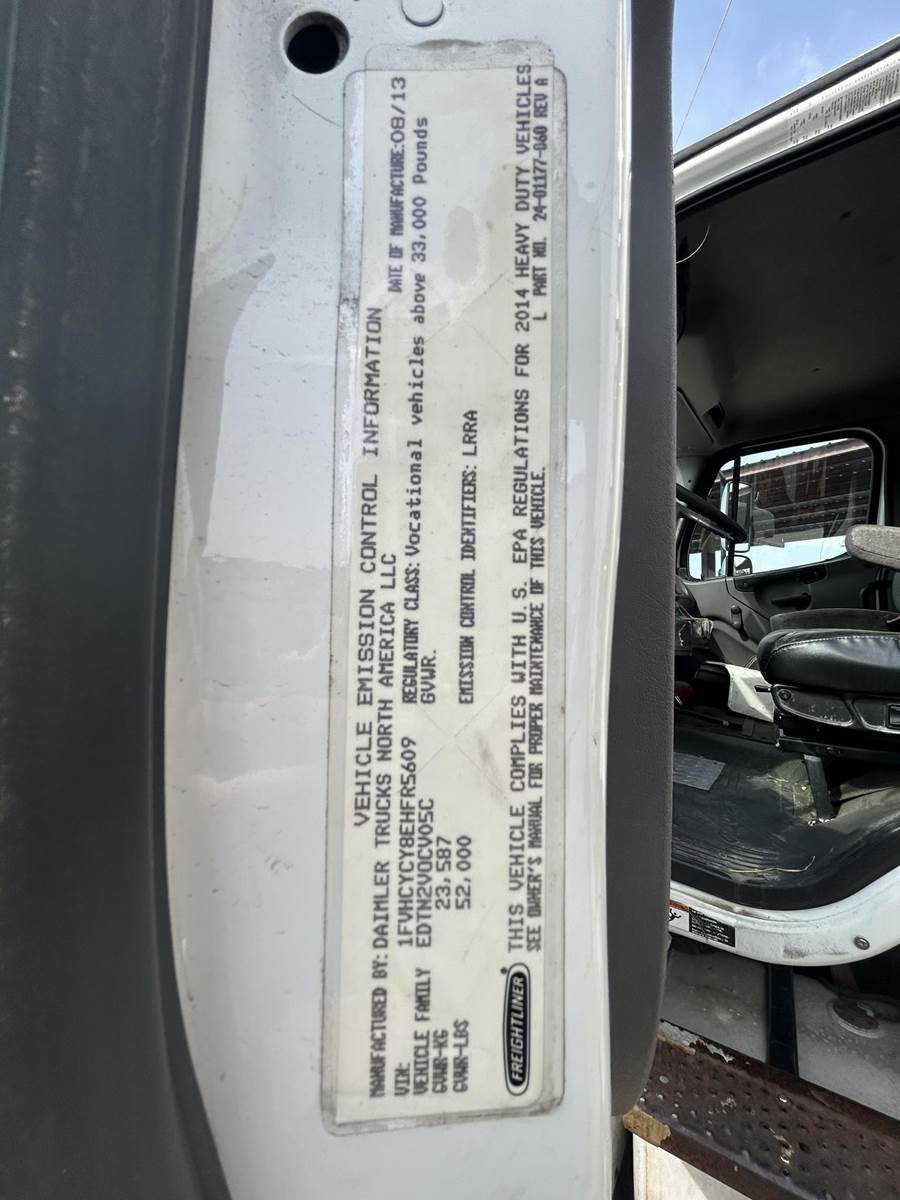 VEHICLE EMISSION CONTROL INFORMATION
MANUFACTURED BY: DAIMLER TRUCKS NORTH AMERICA LLC
DATE OF MANUFACTURE: 08/13
VIN: 1FVHCYCY8EHFR5609
REGULATORY CLASS: Vocational vehicles above 33,000 Pounds
GVWR.
VEHICLE FAMILY EDTN2VOCV05C
GVWR-KG 23,587
GVWR-LBS 52,000
EMISSION CONTROL IDENTIFIERS: LRRA
FREIGHTLINER
THIS VEHICLE COMPLIES WITH U.S. EPA REGULATIONS FOR 2014 HEAVY DUTY VEHICLES.
SEE OWNER'S MANUAL FOR PROPER MAINTENANCE OF THIS VEHICLE.
L PART NO. 24-01177-060 REV A